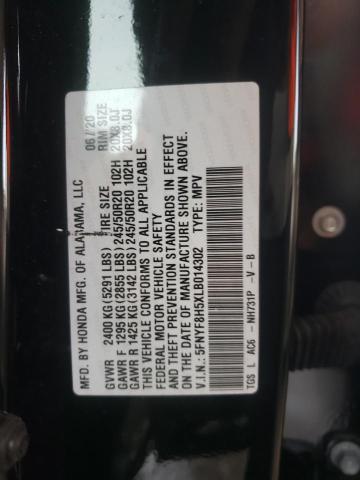 MFD. BY HONDA MFG. OF ALABAMA, LLC 06/20
GVWR 2400 KG (5291 LBS) TIRE SIZE RIM SIZE
GAWR F 1295 KG (2855 LBS) 245/50R20 102H 20X8.0J
GAWR R 1425 KG (3142 LBS) 245/50R20 102H 20X8.0J
THIS VEHICLE CONFORMS TO ALL APPLICABLE
FEDERAL MOTOR VEHICLE SAFETY
AND THEFT PREVENTION STANDARDS IN EFFECT
ON THE DATE OF MANUFACTURE SHOWN ABOVE.
V.I.N.: 5FNYF8H5XLB014302 TYPE: MPV
TGS L AC6 - NH731P - V - B